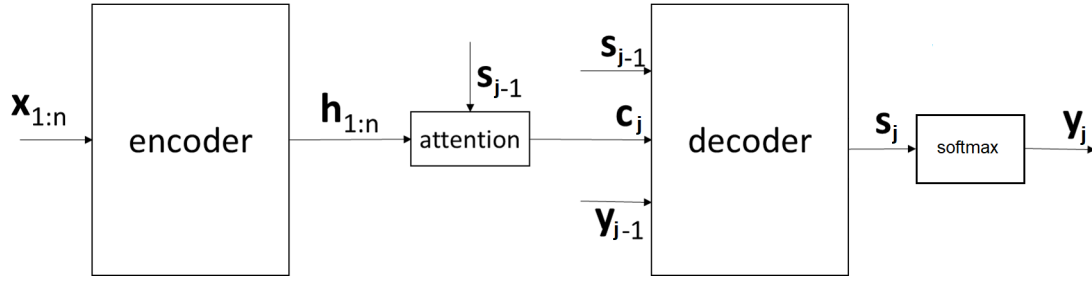 x1:n
encoder
h1:n
sj-1
attention
sj-1
cj
yj-1
decoder
sj
softmax
yj